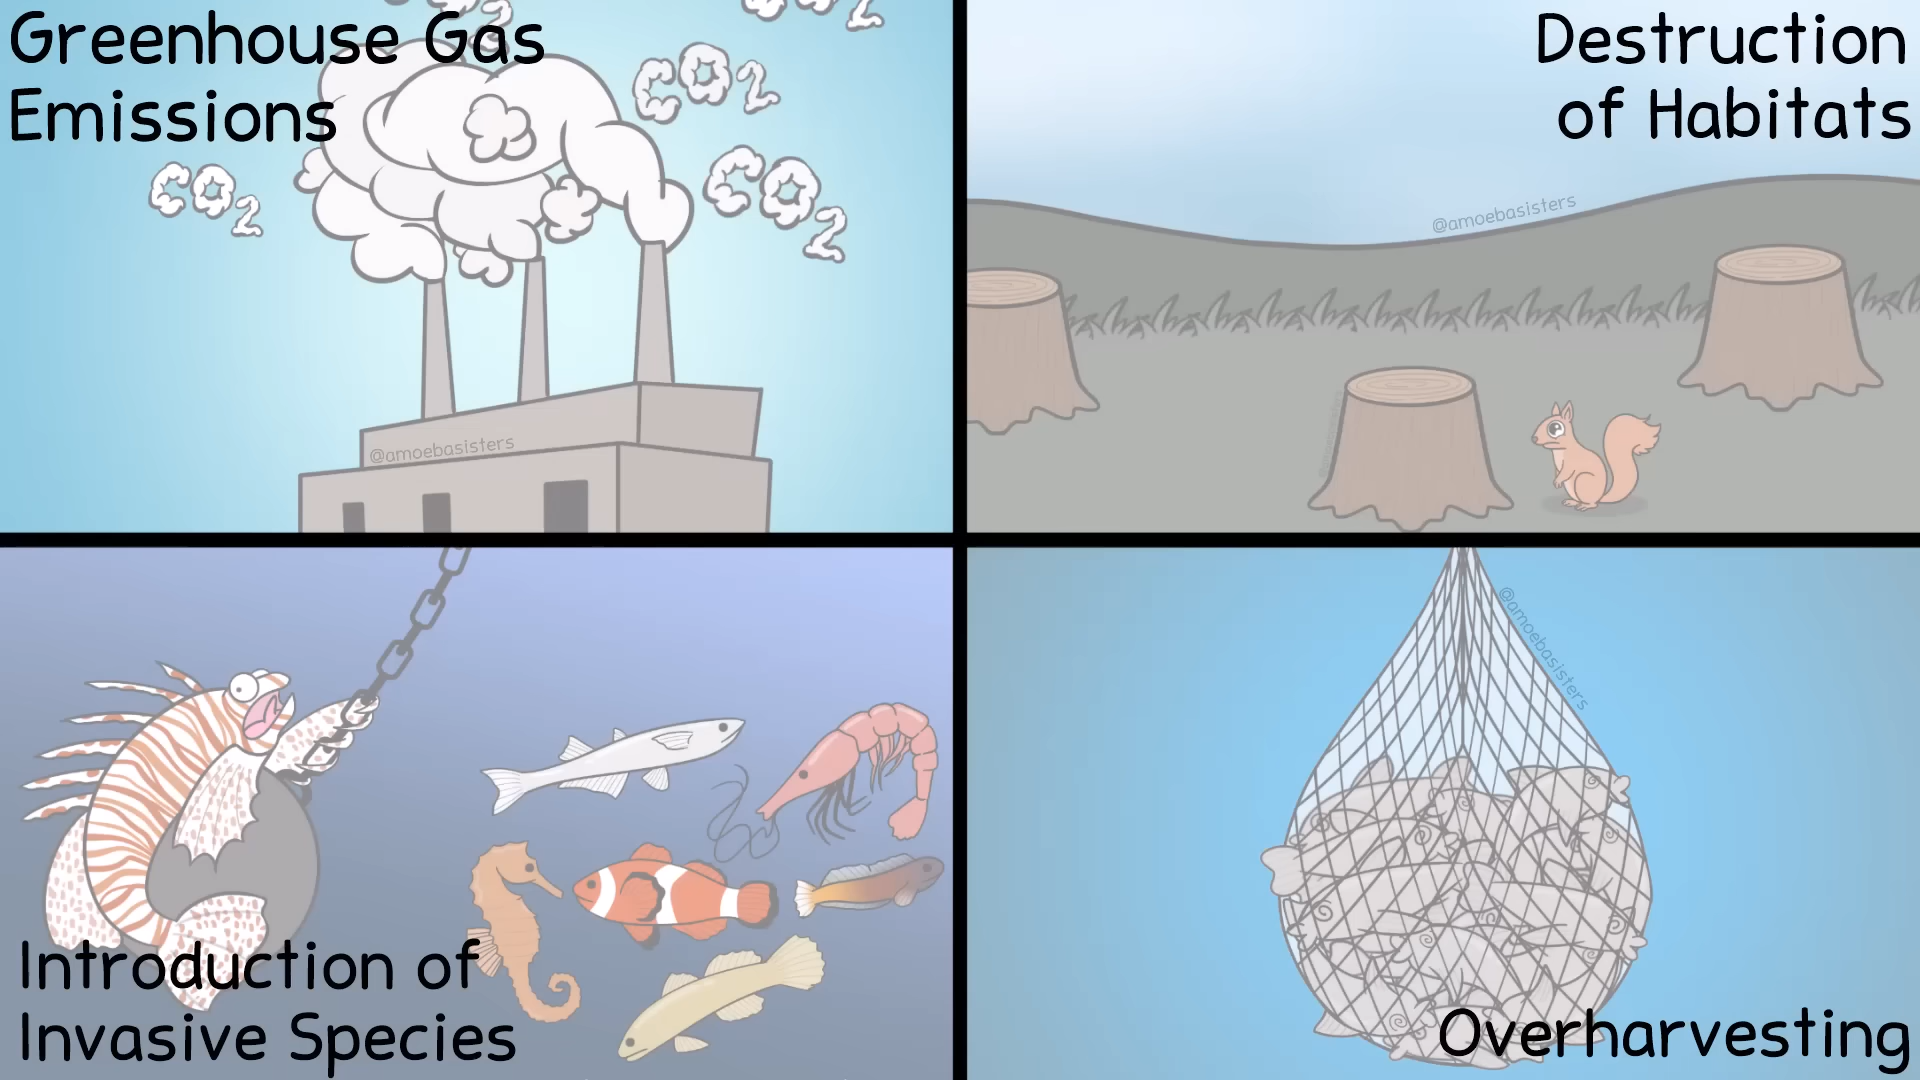 Greenhouse Gas
Emissions
CO2
CO2
CO2
@amoebasisters
Destruction
of Habitats
@amoebasisters
Introduction of
Invasive Species
@amoebasisters
Overharvesting